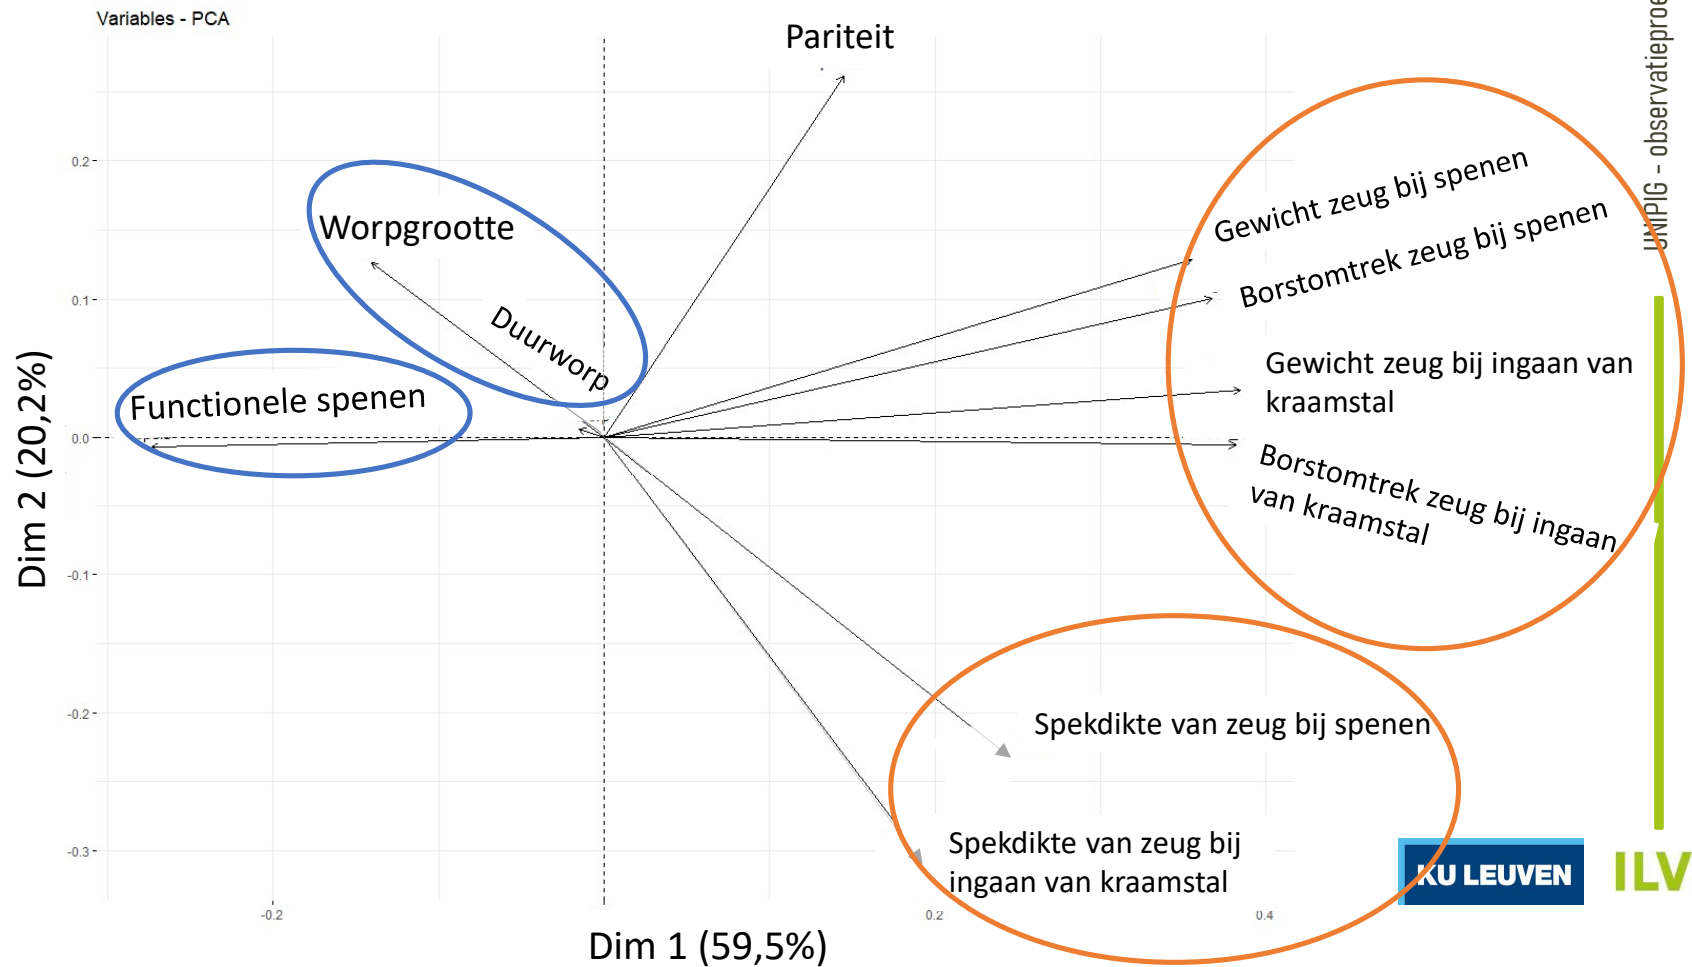 Variables - PCA
Pariteit
UNIPIG - observatieproe
Gewicht zeug bij spenen
Borstomtrek zeug bij spenen
Worpgrootte
Duurworp
Functionele spenen
Gewicht zeug bij ingaan van
kraamstal
Borstomtrek zeug bij ingaan
van kraamstal
Spekdikte van zeug bij spenen
Spekdikte van zeug bij
ingaan van kraamstal
0.2
0.1
0.0
-0.1
-0.2
-0.3
Dim 2 (20,2%)
-0.2
0.2
0.4
Dim 1 (59,5%)
KU LEUVEN
ILV